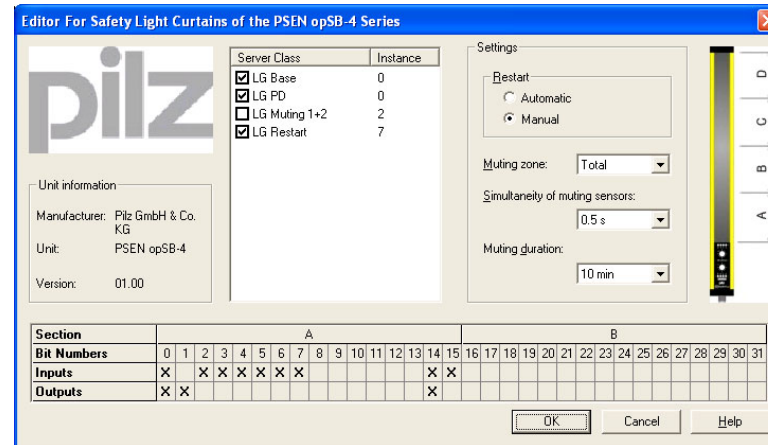 Editor For Safety Light Curtains of the PSEN opSB-4 Series
pilz
Server Class Instance
LG Base 0
LG PD 0
LG Muting 1+2 2
LG Restart 7
Settings
Restart
Automatic
Manual
Muting zone: Total
Simultaneity of muting sensors:
0.5 s
Muting duration:
10 min
D
C
B
A
Unit information
Manufacturer: Pilz GmbH & Co.
KG
Unit: PSEN opSB-4
Version: 01.00
Section A B
Bit Numbers 0 1 2 3 4 5 6 7 8 9 10 11 12 13 14 15 16 17 18 19 20 21 22 23 24 25 26 27 28 29 30 31
Inputs X X X X X X X X X
Outputs X X X
OK Cancel Help